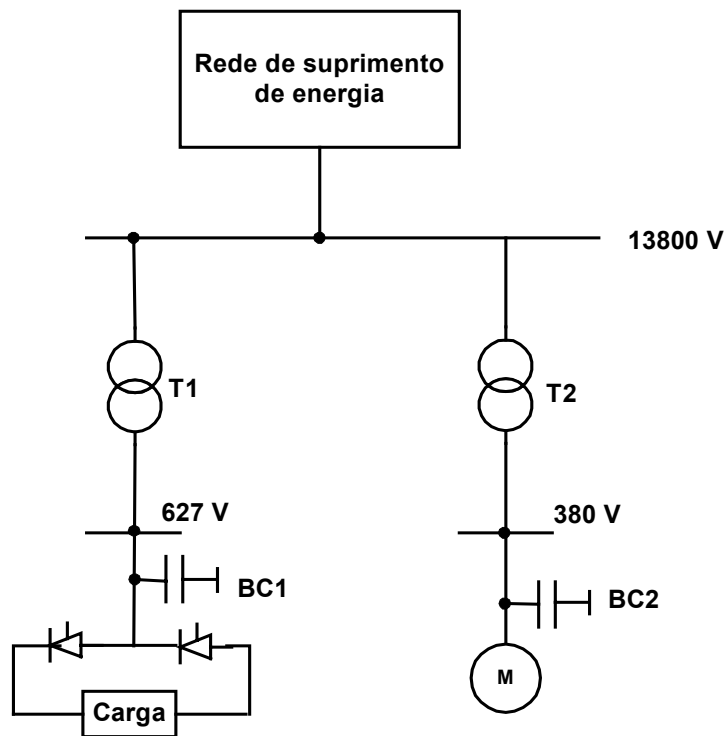 Rede de suprimento
de energia
13800 V
T1
T2
627 V
380 V
BC1
BC2
M
Carga